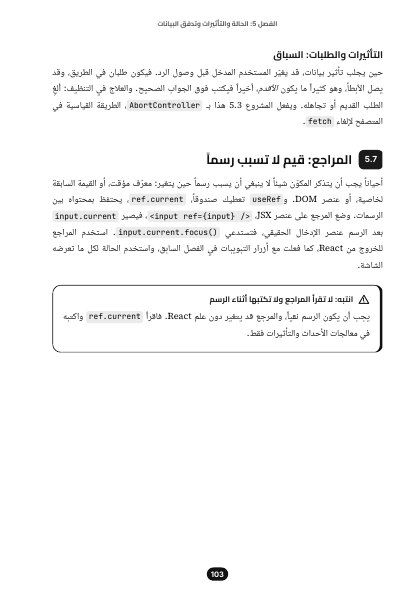 الفصل 5: الحالة والتأثيرات وتدفق البيانات
التأثيرات والطلبات: السباق
حين يجلب تأثير بيانات، قد يغيّر المستخدم المدخل قبل وصول الرد. فيكون طلبان في الطريق، وقد
يصل الأبطأ، وهو كثيراً ما يكون الأقدم، أخيراً فيكتب فوق الجواب الصحيح. والعلاج في التنظيف: ألغِ
الطلب القديم أو تجاهله. ويفعل المشروع 5.3 هذا بـ AbortController، الطريقة القياسية في
المتصفح لإلغاء fetch.
5.7 المراجع: قيم لا تسبب رسماً
أحياناً يجب أن يتذكر المكوّن شيئاً لا ينبغي أن يسبب رسماً حين يتغير: معرّف مؤقت، أو القيمة السابقة
لخاصية، أو عنصر DOM. و useRef تعطيك صندوقاً، ref.current، يحتفظ بمحتواه بين
الرسمات. وضع المرجع على عنصر JSX، <input ref={input} />، فيصير input.current
بعد الرسم عنصر الإدخال الحقيقي، فتستدعي input.current.focus(). استخدم المراجع
للخروج من React، كما فعلت مع أزرار التبويبات في الفصل السابق، واستخدم الحالة لكل ما تعرضه
الشاشة.
انتبه: لا تقرأ المراجع ولا تكتبها أثناء الرسم
يجب أن يكون الرسم نقياً، والمرجع قد يتغير دون علم React. فاقرأ ref.current واكتبه
في معالجات الأحداث والتأثيرات فقط.
103